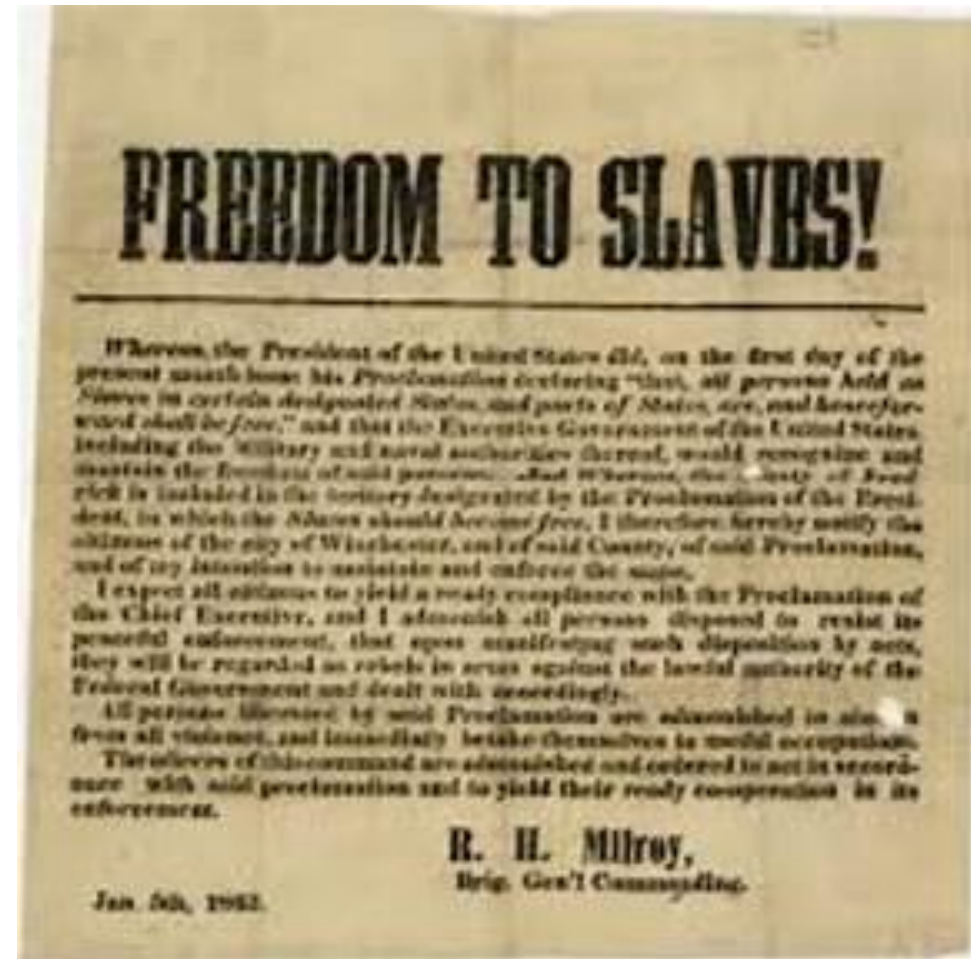 FREEDOM TO SLAVES!
Whereas, the President of the United States did, on the first day of the
present month issue his Proclamation declaring "that, all persons held as
Slaves in certain designated States, and parts of States, are, and hencefor-
ward shall be free," and that the Executive Government of the United States,
including the Military and naval authorities thereof, would recognize and
maintain the freedom of said persons. And Whereas, the of Fred
rick is included in the territory designated by the Proclamation of the Presi-
dent, in which the Slaves should become free, I therefore hereby notify the
citizens of the city of Winchester, and of said County, of said Proclamation,
and of my intention to maintain and enforce the same.
I expect all citizens to yield a ready compliance with the Proclamation of
the Chief Executive, and I admonish all persons disposed to resist its
peaceful enforcement, that upon manifesting such disposition by acts,
they will be regarded as rebels in arms against the lawful authority of the
Federal Government and dealt with accordingly.
All persons liberated by said Proclamation are admonished to
from all violence, and immediately betake themselves to useful occupations.
The officers of this command are admonished and ordered to act in accord-
ance with said proclamation and to yield their ready co-operation in its
enforcement.
R. H. Milroy,
Brig. Gen'l Commanding.
Jan. 5th, 1863.